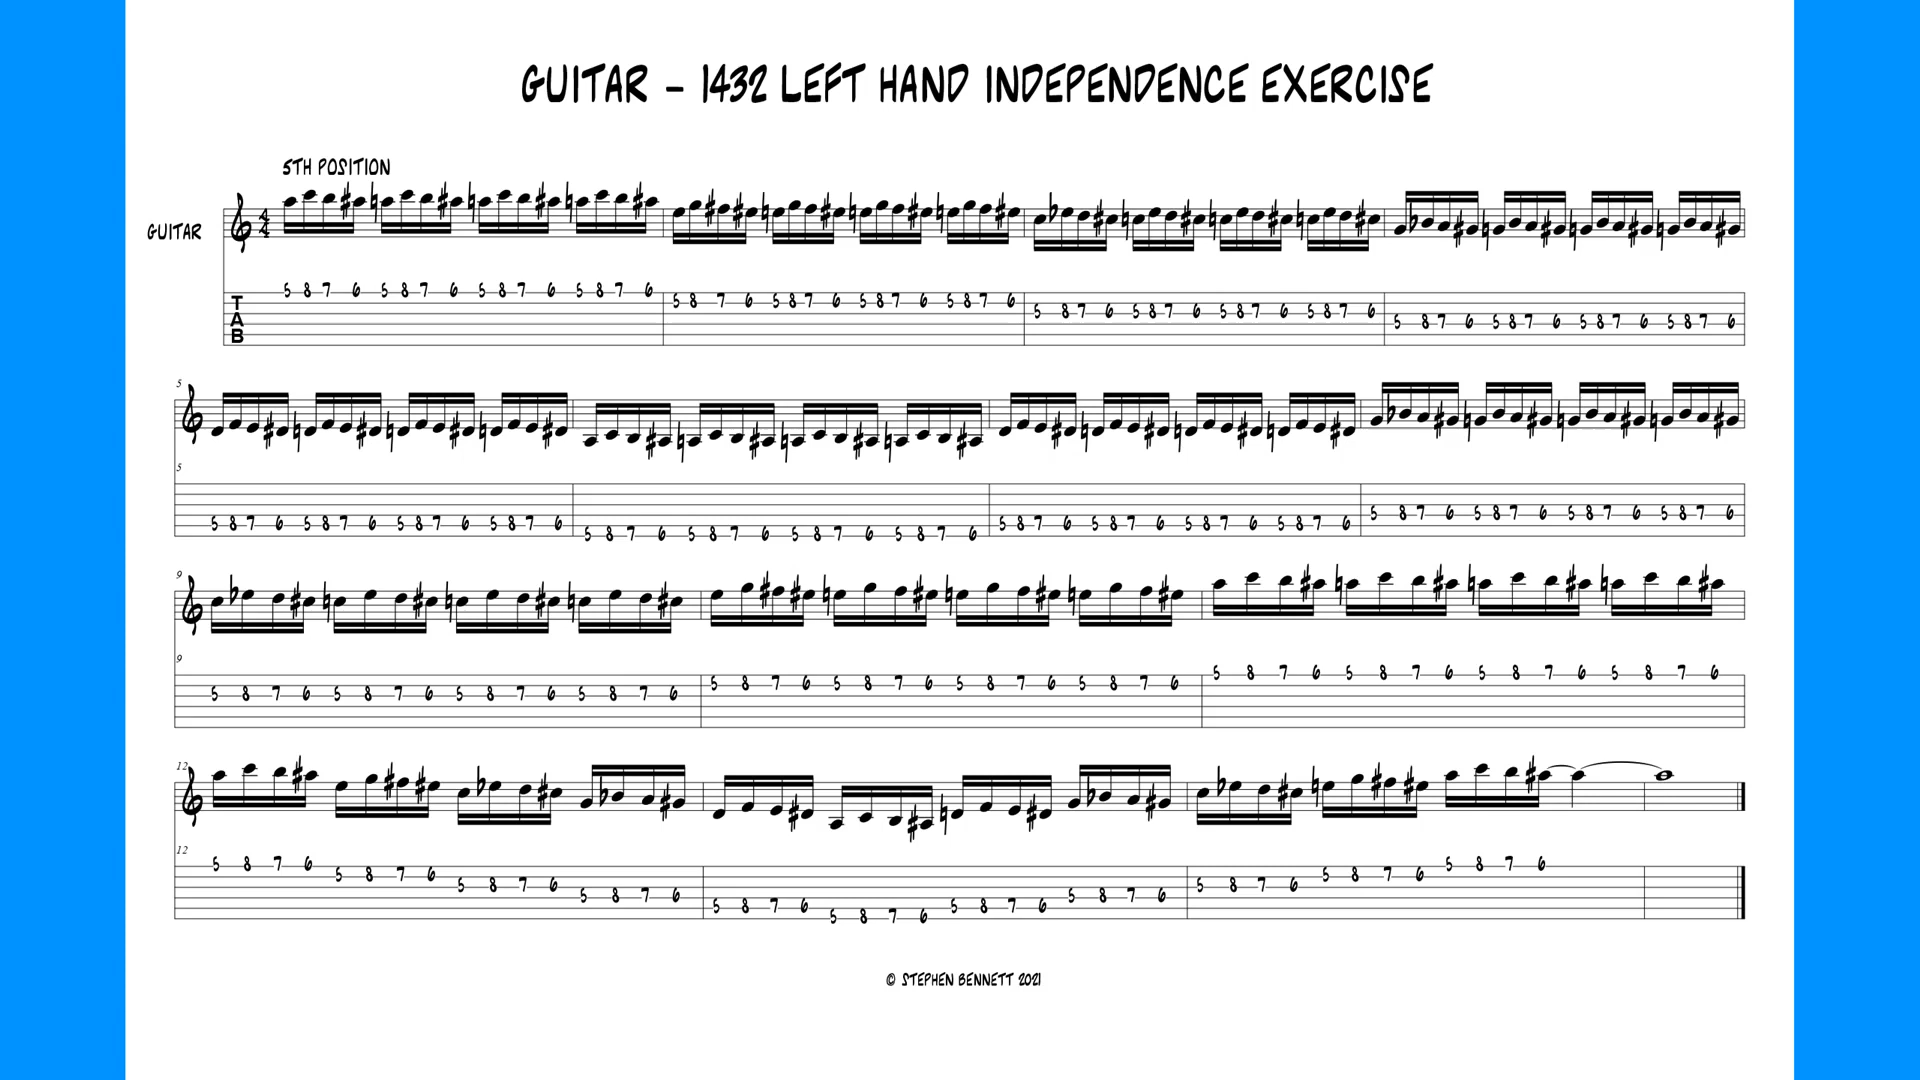 GUITAR - 1432 LEFT HAND INDEPENDENCE EXERCISE
5TH POSITION
GUITAR
4
4
5 8 7 6 5 8 7 6 5 8 7 6 5 8 7 6 5 8 7 6 5 8 7 6 5 8 7 6 5 8 7 6 5 8 7 6 5 8 7 6 5 8 7 6 5 8 7 6 5 8 7 6 5 8 7 6 5 8 7 6 5 8 7 6
T
A
B
5
5
5 8 7 6 5 8 7 6 5 8 7 6 5 8 7 6 5 8 7 6 5 8 7 6 5 8 7 6 5 8 7 6 5 8 7 6 5 8 7 6 5 8 7 6 5 8 7 6 5 8 7 6 5 8 7 6 5 8 7 6 5 8 7 6
9
9
5 8 7 6 5 8 7 6 5 8 7 6 5 8 7 6 5 8 7 6 5 8 7 6 5 8 7 6 5 8 7 6 5 8 7 6 5 8 7 6 5 8 7 6 5 8 7 6
12
12
5 8 7 6 5 8 7 6 5 8 7 6 5 8 7 6 5 8 7 6 5 8 7 6 5 8 7 6 5 8 7 6 5 8 7 6 5 8 7 6 5 8 7 6
© STEPHEN BENNETT 2021